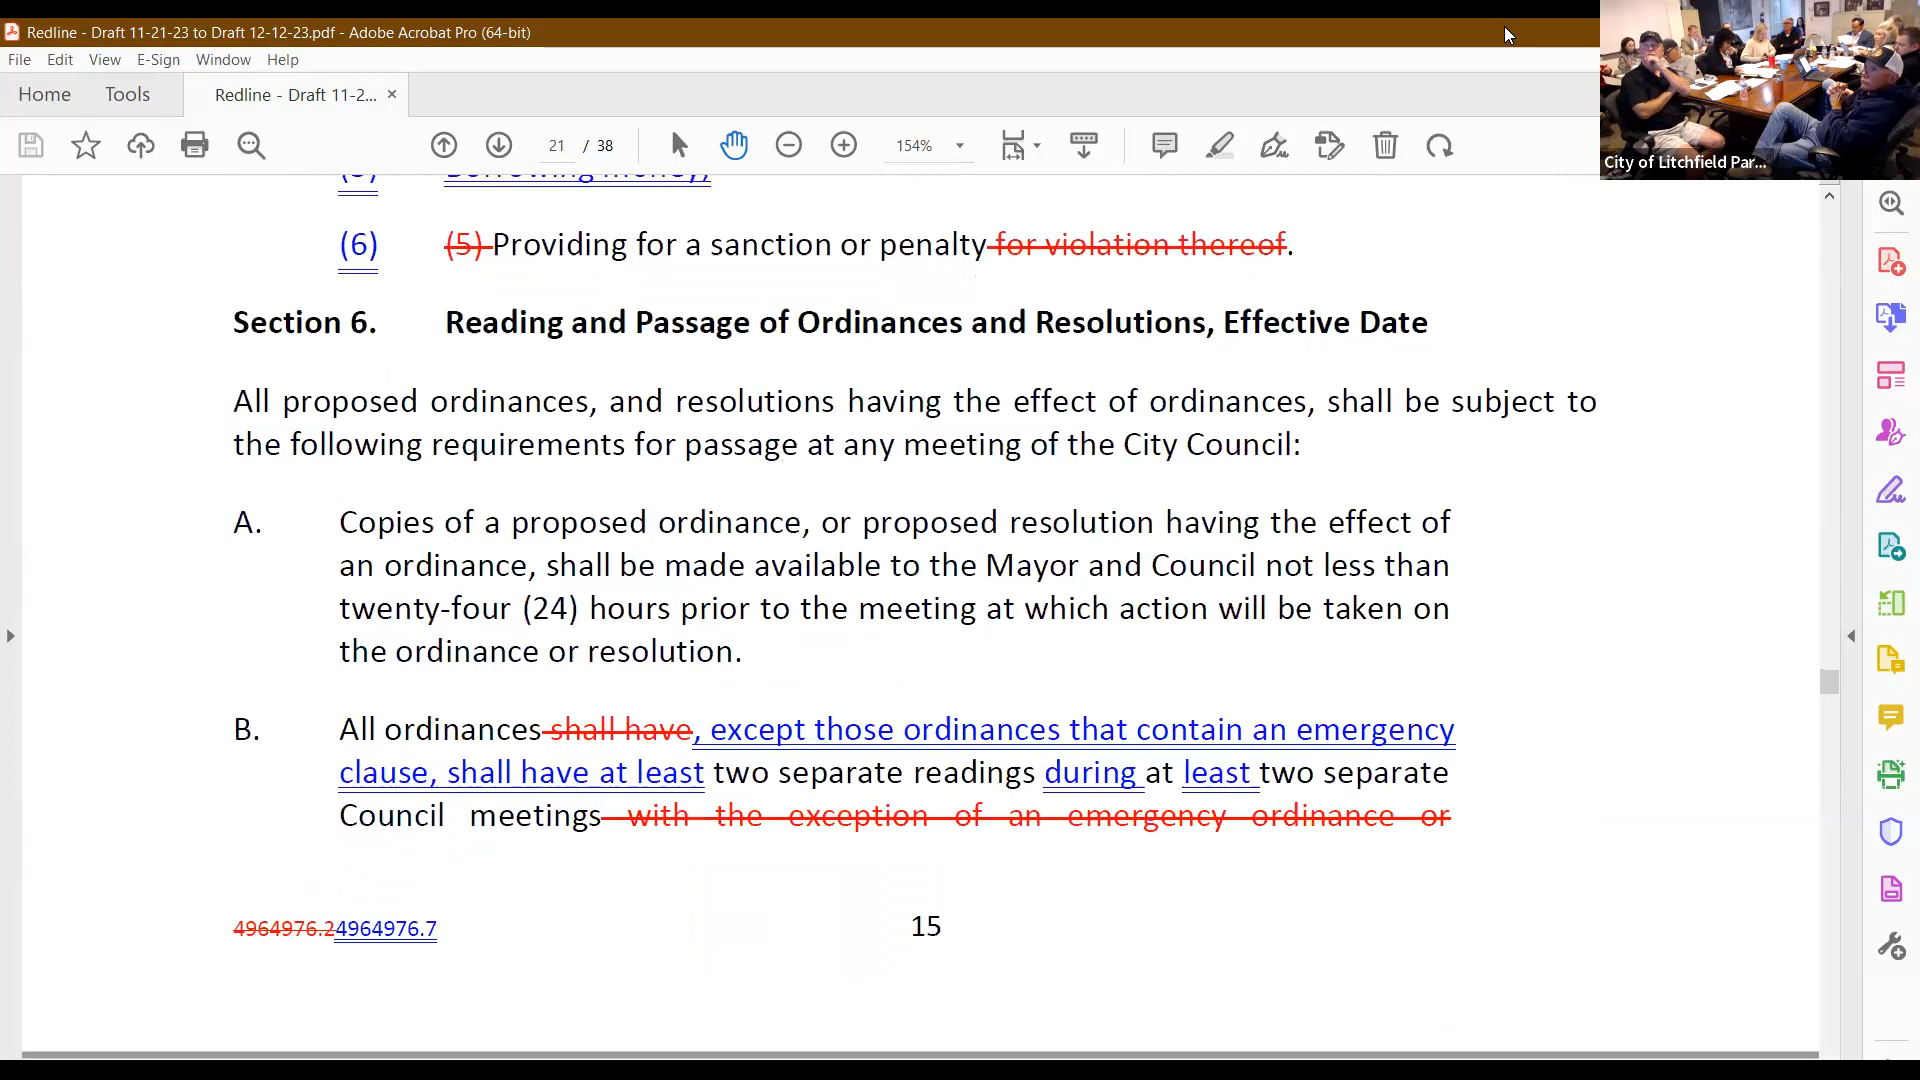 Redline - Draft 11-21-23 to Draft 12-12-23.pdf - Adobe Acrobat Pro (64-bit)
File Edit View E-Sign Window Help
Home Tools Redline - Draft 11-2... ×
21 / 38 154%
City of Litchfield Par...
(5) Borrowing money;
(6) (5) Providing for a sanction or penalty for violation thereof.
Section 6. Reading and Passage of Ordinances and Resolutions, Effective Date
All proposed ordinances, and resolutions having the effect of ordinances, shall be subject to
the following requirements for passage at any meeting of the City Council:
A. Copies of a proposed ordinance, or proposed resolution having the effect of
an ordinance, shall be made available to the Mayor and Council not less than
twenty-four (24) hours prior to the meeting at which action will be taken on
the ordinance or resolution.
B. All ordinances shall have, except those ordinances that contain an emergency
clause, shall have at least two separate readings during at least two separate
Council meetings with the exception of an emergency ordinance or
4964976.24964976.7 15